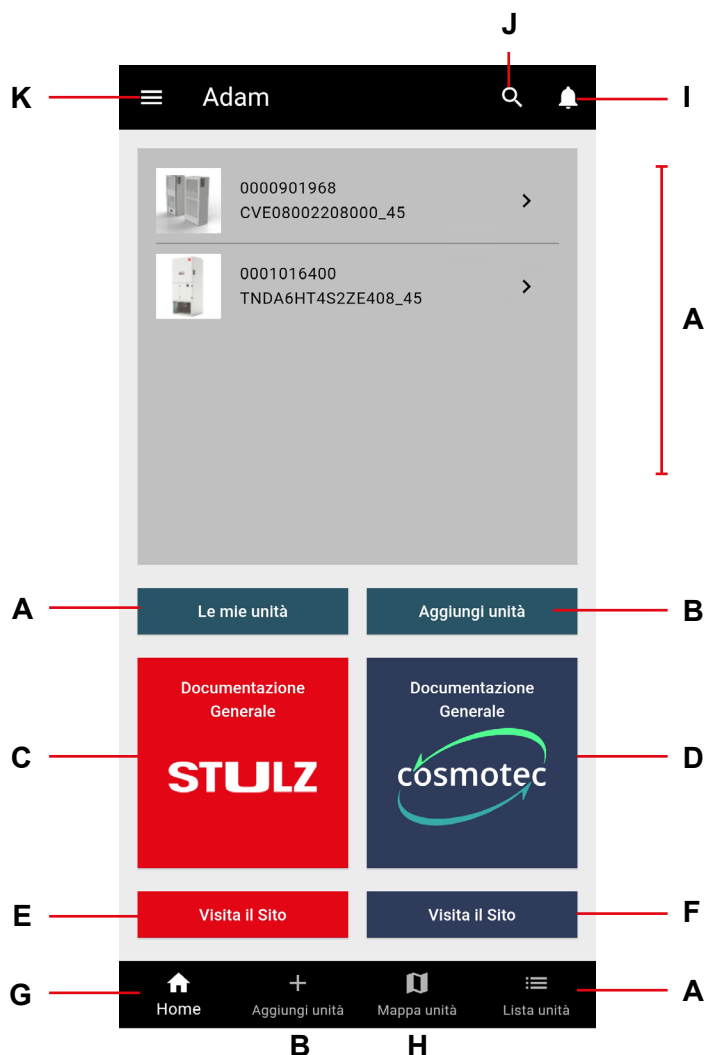 J
K
Adam
I
0000901968
CVE08002208000_45
0001016400
TNDA6HT4S2ZE408_45
A
A
Le mie unità
Aggiungi unità
B
Documentazione
Generale
STULZ
Documentazione
Generale
cosmotec
C
D
E
Visita il Sito
Visita il Sito
F
G
Home
Aggiungi unità
Mappa unità
Lista unità
A
B
H